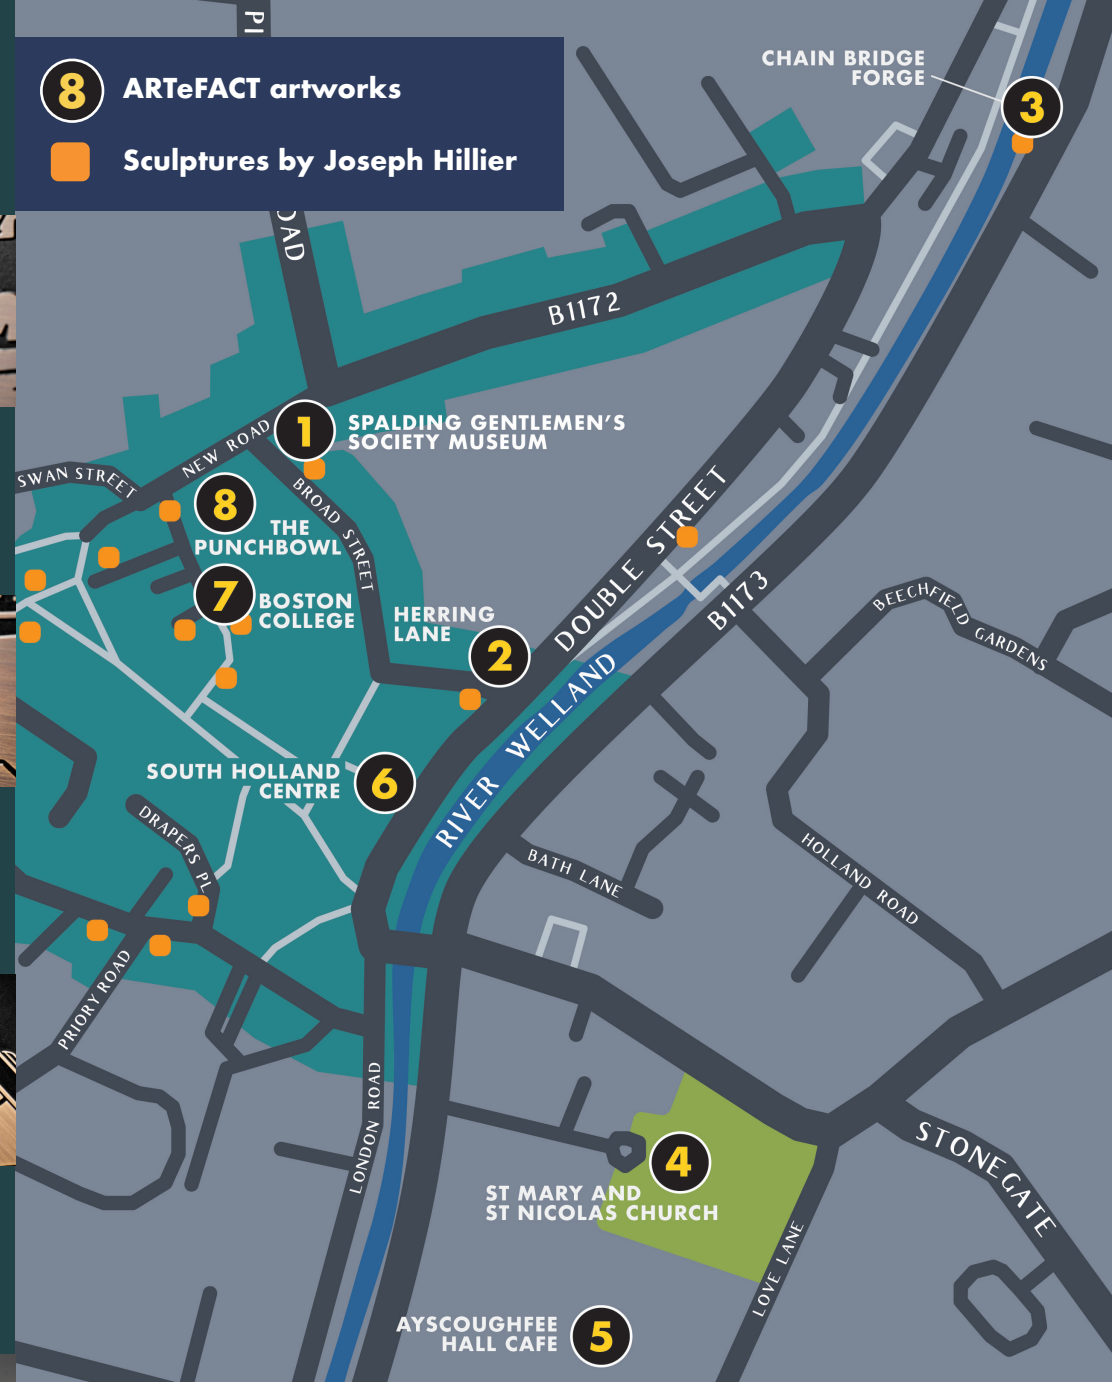 PI
8 ARTeFACT artworks
Sculptures by Joseph Hillier
OAD
CHAIN BRIDGE
FORGE
3
B1172
1
SPALDING GENTLEMEN'S
SOCIETY MUSEUM
NEW ROAD
SWAN STREET
BROAD STREET
8
THE
PUNCHBOWL
7
BOSTON
COLLEGE
HERRING
LANE
2
DOUBLE STREET
B1173
BEECHFIELD GARDENS
RIVER WELLAND
SOUTH HOLLAND
CENTRE
6
DRAPERS PL
BATH LANE
HOLLAND ROAD
PRIORY ROAD
LONDON ROAD
4
ST MARY AND
ST NICOLAS CHURCH
STONEGATE
LOVE LANE
AYSCOUGHFEE
HALL CAFE
5